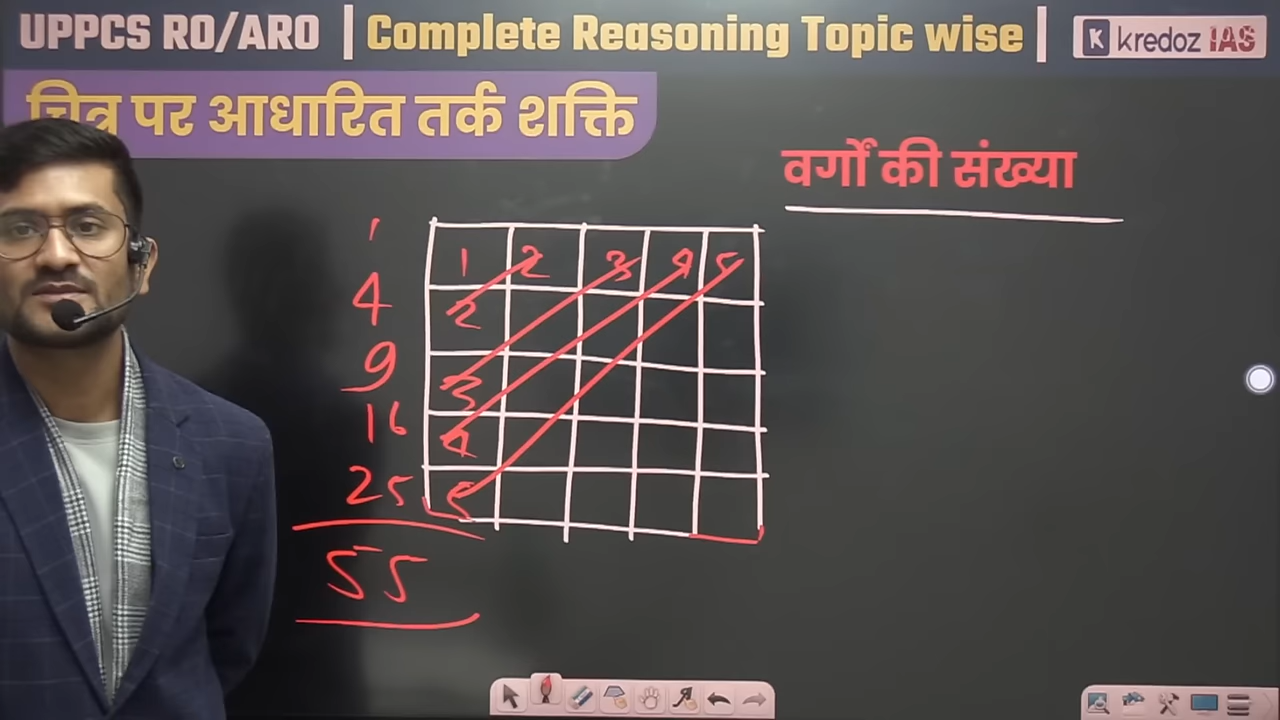 UPPCS RO/ARO | Complete Reasoning Topic wise | K kredoz IAS
चित्र पर आधारित तर्क शक्ति
वर्गों की संख्या
1
4
9
16
25
55
1 2 3 4 5
2
3
4
5